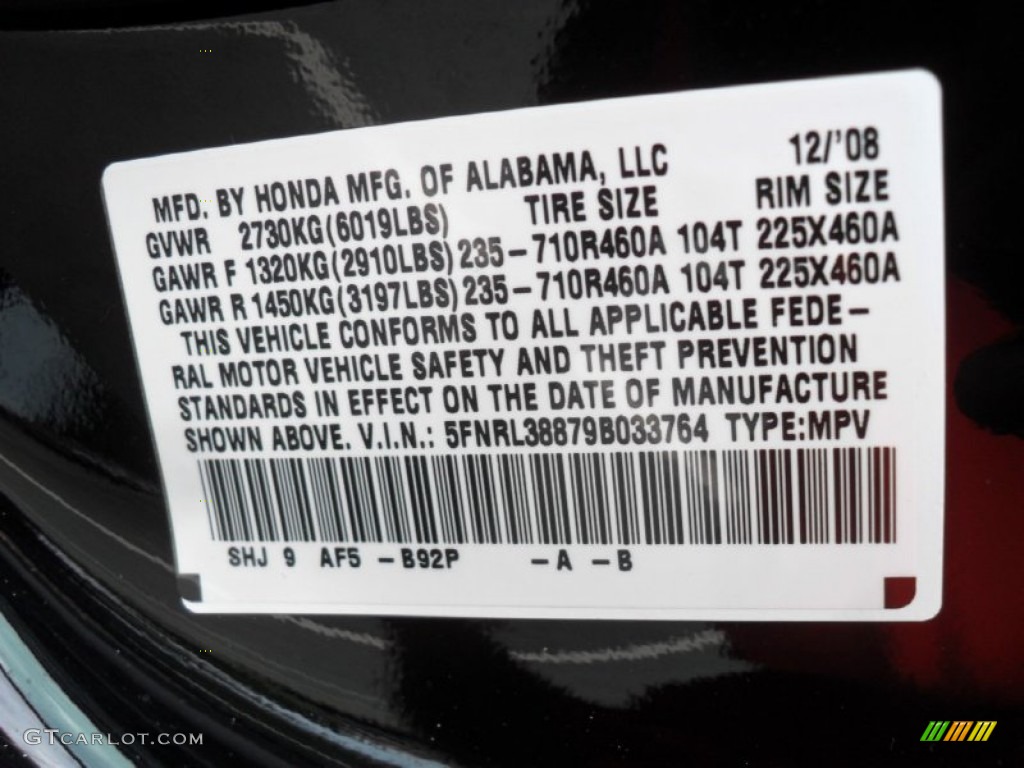 MFD. BY HONDA MFG. OF ALABAMA, LLC 12/'08
GVWR 2730KG(6019LBS) TIRE SIZE RIM SIZE
GAWR F 1320KG(2910LBS) 235-710R460A 104T 225X460A
GAWR R 1450KG(3197LBS) 235-710R460A 104T 225X460A
THIS VEHICLE CONFORMS TO ALL APPLICABLE FEDE-
RAL MOTOR VEHICLE SAFETY AND THEFT PREVENTION
STANDARDS IN EFFECT ON THE DATE OF MANUFACTURE
SHOWN ABOVE. V.I.N.: 5FNRL38879B033764 TYPE:MPV
SHJ 9 AF5 -B92P -A -B
GTCARLOT.COM